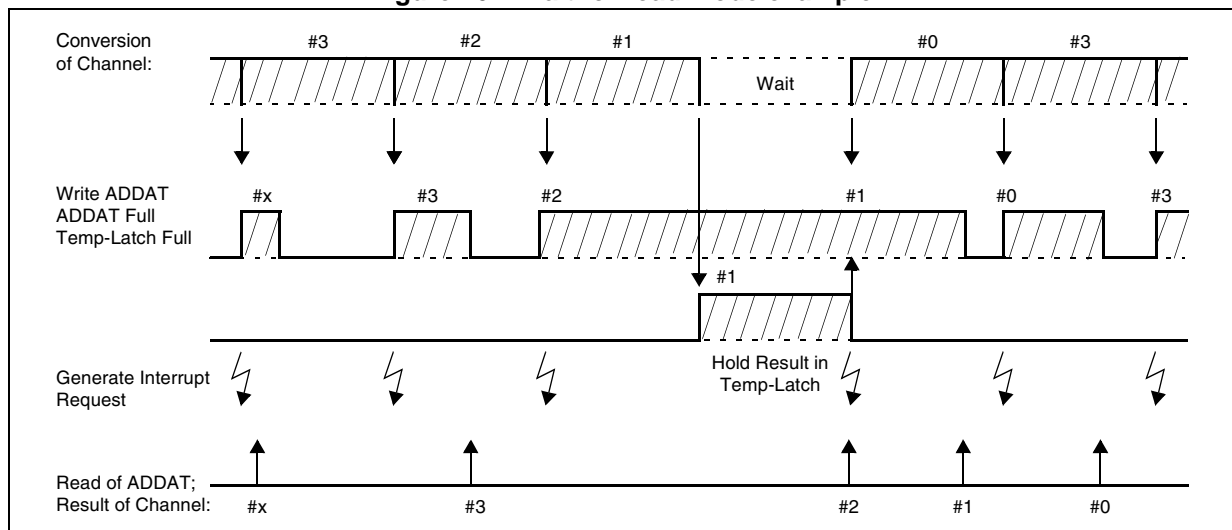 Conversion
of Channel:
#3 #2 #1 #0 #3
Wait
Write ADDAT
ADDAT Full
Temp-Latch Full
#x #3 #2 #1 #0 #3
#1
Generate Interrupt
Request
Hold Result in
Temp-Latch
Read of ADDAT;
Result of Channel:
#x #3 #2 #1 #0